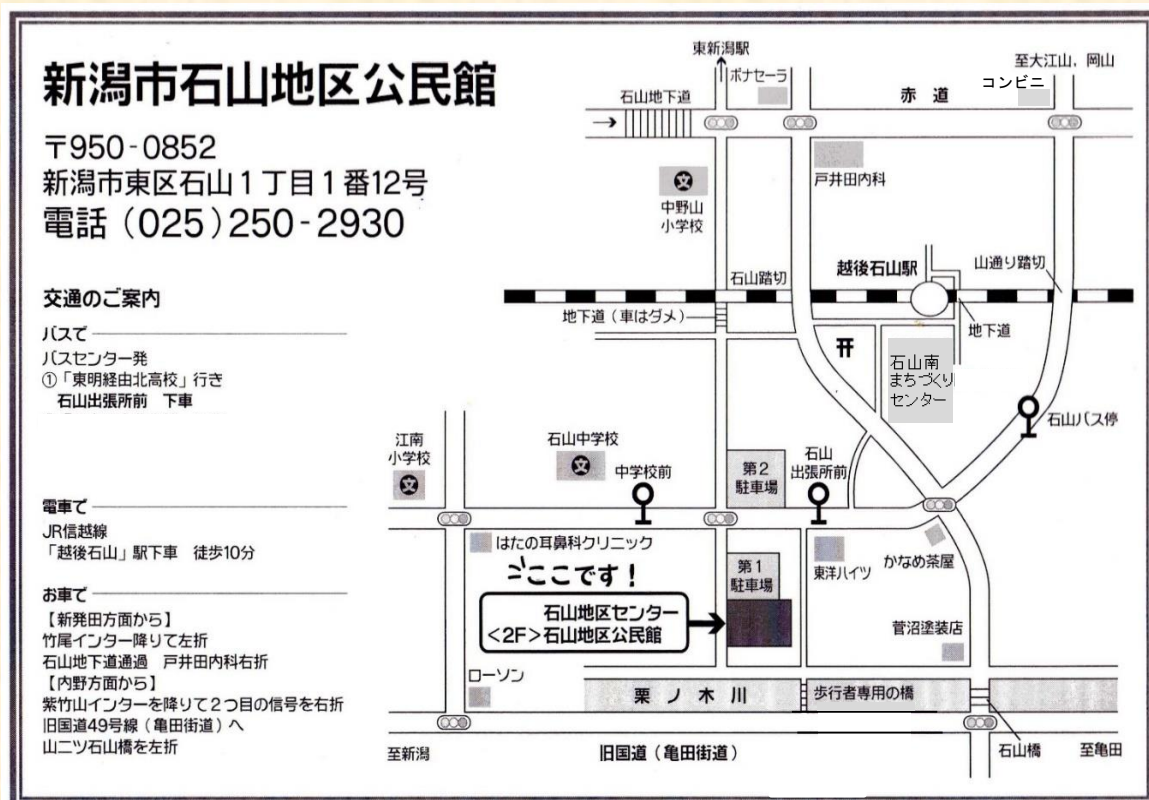 新潟市石山地区公民館
〒950-0852
新潟市東区石山1丁目1番12号
電話（025）250-2930
交通のご案内
バスで
バスセンター発
①「東明経由北高校」行き
石山出張所前　下車
電車で
JR信越線
「越後石山」駅下車　徒歩10分
お車で
【新発田方面から】
竹尾インター降りて左折
石山地下道通過　戸井田内科右折
【内野方面から】
紫竹山インターを降りて2つ目の信号を右折
旧国道49号線（亀田街道）へ
山二ツ石山橋を左折
東新潟駅
ボナセーラ
至大江山，岡山
コンビニ
石山地下道
赤道
文
中野山
小学校
戸井田内科
石山踏切
越後石山駅
山通り踏切
地下道（車はダメ）
地下道
石山南
まちづくり
センター
石山バス停
江南
小学校
文
石山中学校
文
中学校前
第2
駐車場
石山
出張所前
はたの耳鼻科クリニック
ここです！
石山地区センター
<2F>石山地区公民館
第1
駐車場
東洋ハイツ
かなめ茶屋
菅沼塗装店
ローソン
栗ノ木川
歩行者専用の橋
至新潟
旧国道（亀田街道）
石山橋
至亀田